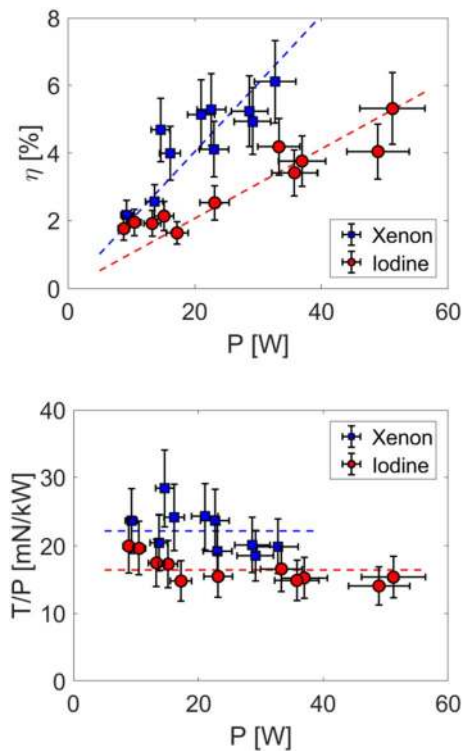 8
6
4
2
0
η [%]
Xenon
Iodine
0 20 40 60
P [W]
40
30
20
10
0
T/P [mN/kW]
Xenon
Iodine
0 20 40 60
P [W]